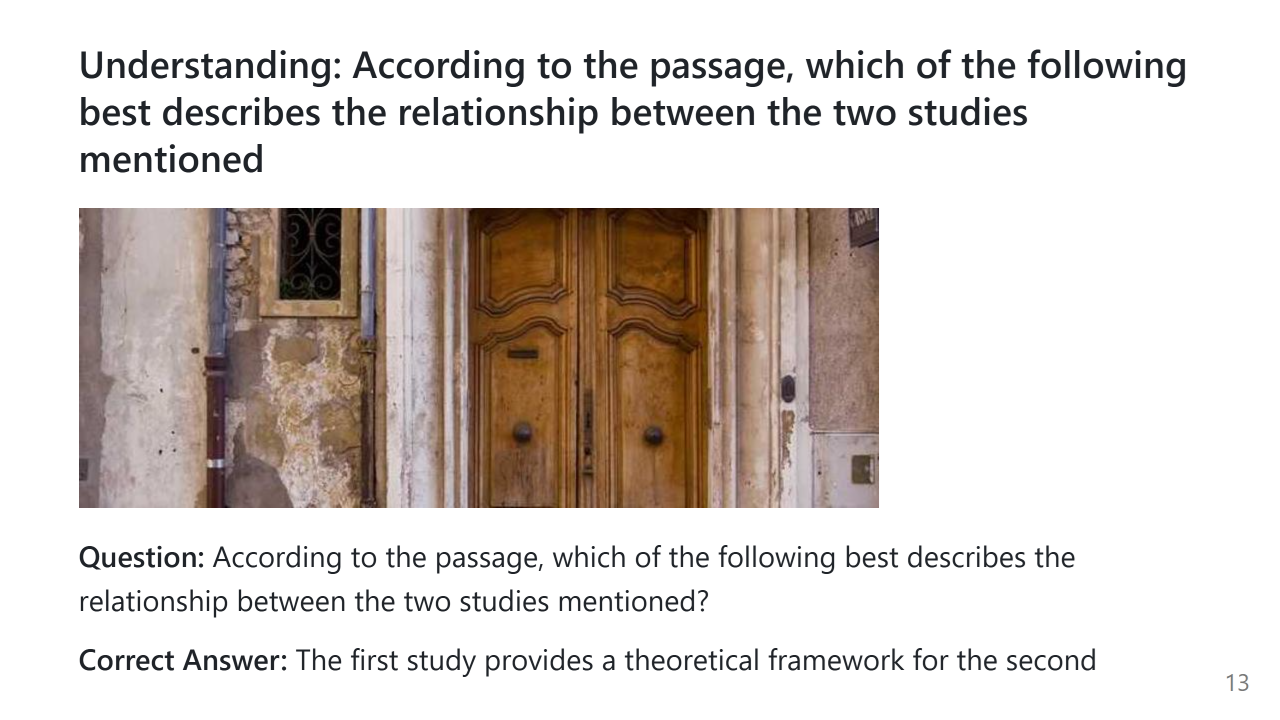 Understanding: According to the passage, which of the following
best describes the relationship between the two studies
mentioned
Question: According to the passage, which of the following best describes the
relationship between the two studies mentioned?
Correct Answer: The first study provides a theoretical framework for the second
13